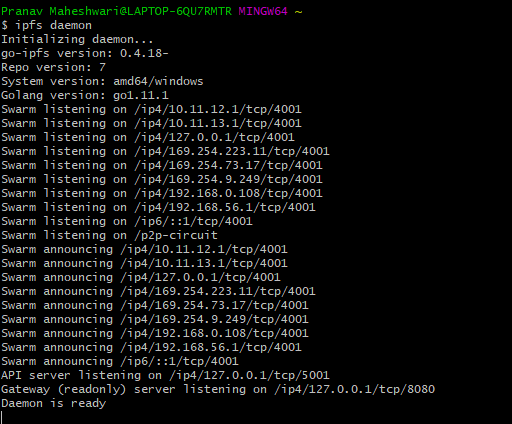 Pranav Maheshwari@LAPTOP-6QU7RMTR MINGW64 ~
$ ipfs daemon
Initializing daemon...
go-ipfs version: 0.4.18-
Repo version: 7
System version: amd64/windows
Golang version: go1.11.1
Swarm listening on /ip4/10.11.12.1/tcp/4001
Swarm listening on /ip4/10.11.13.1/tcp/4001
Swarm listening on /ip4/127.0.0.1/tcp/4001
Swarm listening on /ip4/169.254.223.11/tcp/4001
Swarm listening on /ip4/169.254.73.17/tcp/4001
Swarm listening on /ip4/169.254.9.249/tcp/4001
Swarm listening on /ip4/192.168.0.108/tcp/4001
Swarm listening on /ip4/192.168.56.1/tcp/4001
Swarm listening on /ip6/::1/tcp/4001
Swarm listening on /p2p-circuit
Swarm announcing /ip4/10.11.12.1/tcp/4001
Swarm announcing /ip4/10.11.13.1/tcp/4001
Swarm announcing /ip4/127.0.0.1/tcp/4001
Swarm announcing /ip4/169.254.223.11/tcp/4001
Swarm announcing /ip4/169.254.73.17/tcp/4001
Swarm announcing /ip4/169.254.9.249/tcp/4001
Swarm announcing /ip4/192.168.0.108/tcp/4001
Swarm announcing /ip4/192.168.56.1/tcp/4001
Swarm announcing /ip6/::1/tcp/4001
API server listening on /ip4/127.0.0.1/tcp/5001
Gateway (readonly) server listening on /ip4/127.0.0.1/tcp/8080
Daemon is ready